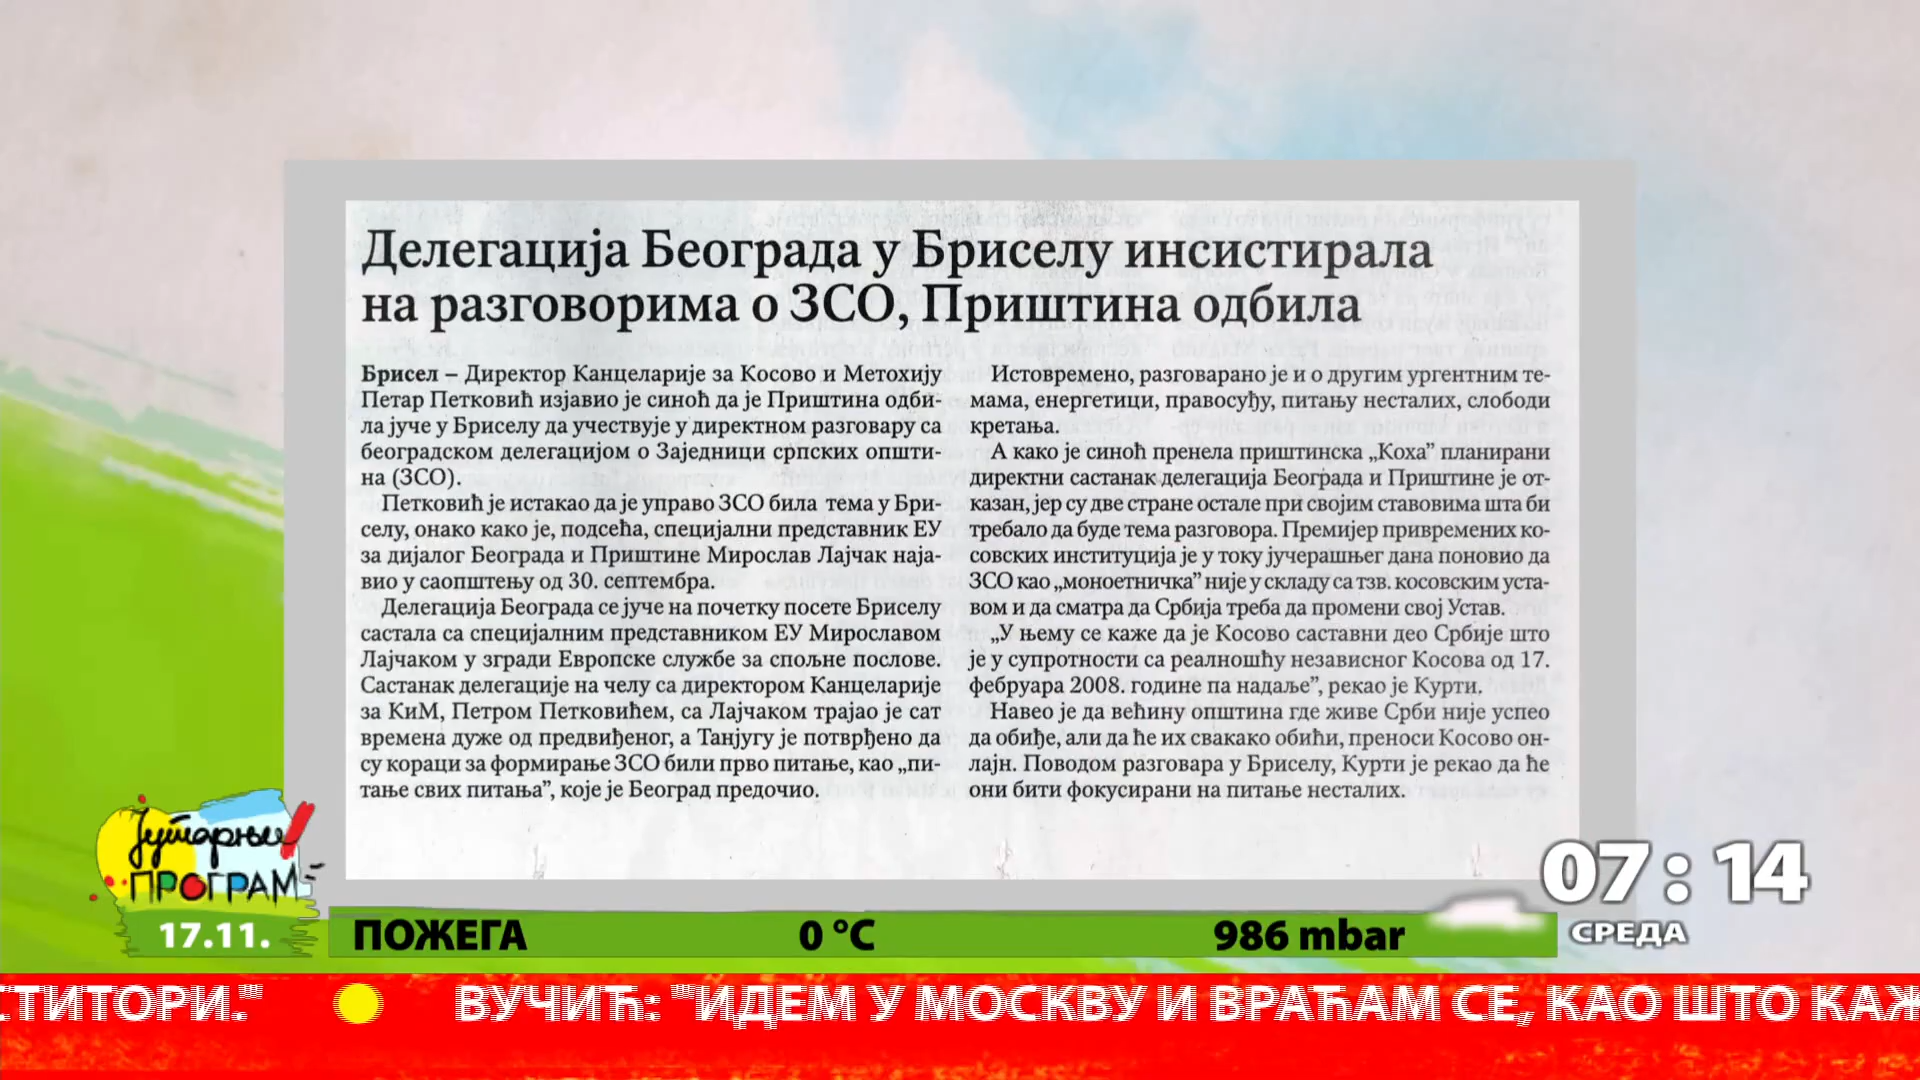 Делегација Београда у Бриселу инсистирала
на разговорима о ЗСО, Приштина одбила
Брисел – Директор Канцеларије за Косово и Метохију
Петар Петковић изјавио је синоћ да је Приштина одби-
ла јуче у Бриселу да учествује у директном разговару са
београдском делегацијом о Заједници српских општи-
на (ЗСО).
Петковић је истакао да је управо ЗСО била тема у Бри-
селу, онако како је, подсећа, специјални представник ЕУ
за дијалог Београда и Приштине Мирослав Лајчак наја-
вио у саопштењу од 30. септембра.
Делегација Београда се јуче на почетку посете Бриселу
састала са специјалним представником ЕУ Мирославом
Лајчаком у згради Европске службе за спољне послове.
Састанак делегације на челу са директором Канцеларије
за КиМ, Петром Петковићем, са Лајчаком трајао је сат
времена дуже од предвиђеног, а Танјугу је потврђено да
су кораци за формирање ЗСО били прво питање, као „пи-
тање свих питања”, које је Београд предочио.
Истовремено, разговарано је и о другим ургентним те-
мама, енергетици, правосуђу, питању несталих, слободи
кретања.
А како је синоћ пренела приштинска „Коха” планирани
директни састанак делегација Београда и Приштине је от-
казан, јер су две стране остале при својим ставовима шта би
требало да буде тема разговора. Премијер привремених ко-
совских институција је у току јучерашњег дана поновио да
ЗСО као „моноетничка” није у складу са тзв. косовским уста-
вом и да сматра да Србија треба да промени свој Устав.
„У њему се каже да је Косово саставни део Србије што
је у супротности са реалношћу независног Косова од 17.
фебруара 2008. године па надаље”, рекао је Курти.
Навео је да већину општина где живе Срби није успео
да обиђе, али да ће их свакако обићи, преноси Косово он-
лајн. Поводом разговора у Бриселу, Курти је рекао да ће
они бити фокусирани на питање несталих.
Јутарњи
ПРОГРАМ
17.11.
ПОЖЕГА 0 °C 986 mbar
07:14
СРЕДА
СТИТОРИ." ВУЧИЋ: "ИДЕМ У МОСКВУ И ВРАЋАМ СЕ, КАО ШТО КАЖ